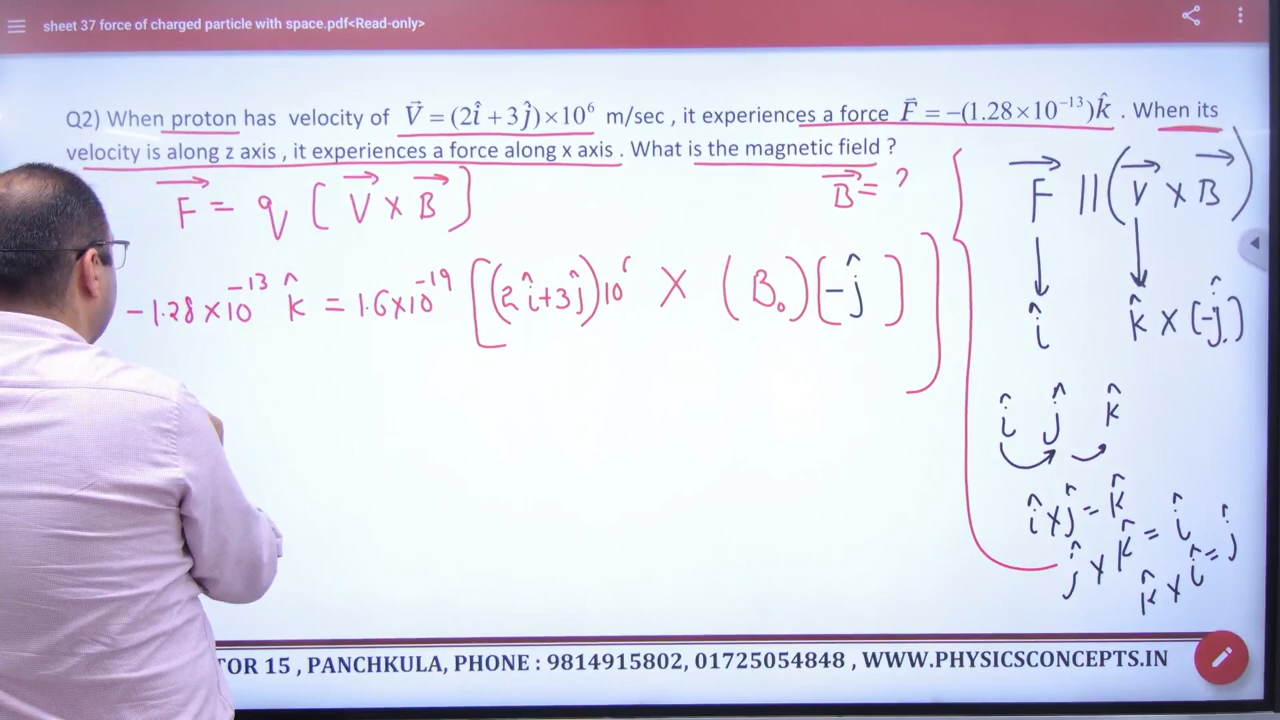 sheet 37 force of charged particle with space.pdf<Read-only>
Q2) When proton has velocity of V⃗ = (2î + 3ĵ) × 10⁶ m/sec , it experiences a force F⃗ = −(1.28×10⁻¹³)k̂ . When its
velocity is along z axis , it experiences a force along x axis . What is the magnetic field ?
F⃗ = q [ V⃗ × B⃗ ]
B⃗ = ?
−1.28 × 10⁻¹³ k̂ = 1.6×10⁻¹⁹ [ (2î+3ĵ)10⁶ × (B₀)[−ĵ] ]
F⃗ || (V⃗ × B⃗)
î k̂ × (−ĵ)
î ĵ k̂
î×ĵ = k̂
ĵ × k̂ = î
k̂ × î = ĵ
TOR 15 , PANCHKULA, PHONE : 9814915802, 01725054848 , WWW.PHYSICSCONCEPTS.IN